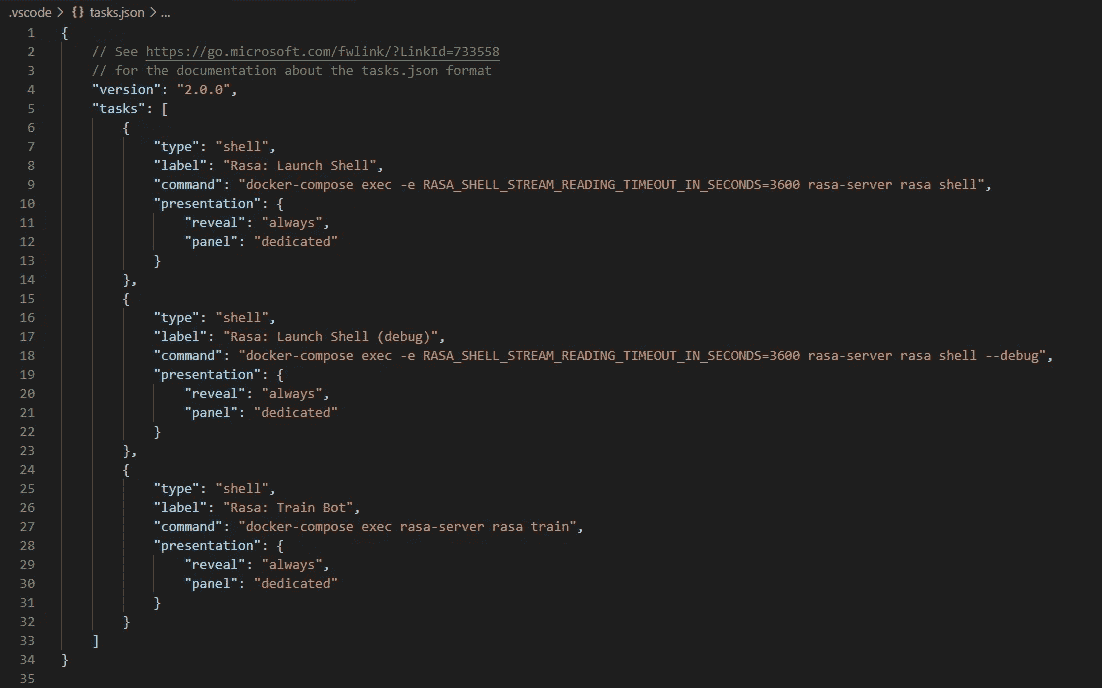 .vscode > {} tasks.json > ...
1 {
2     // See https://go.microsoft.com/fwlink/?LinkId=733558
3     // for the documentation about the tasks.json format
4     "version": "2.0.0",
5     "tasks": [
6         {
7             "type": "shell",
8             "label": "Rasa: Launch Shell",
9             "command": "docker-compose exec -e RASA_SHELL_STREAM_READING_TIMEOUT_IN_SECONDS=3600 rasa-server rasa shell",
10             "presentation": {
11                 "reveal": "always",
12                 "panel": "dedicated"
13             }
14         },
15         {
16             "type": "shell",
17             "label": "Rasa: Launch Shell (debug)",
18             "command": "docker-compose exec -e RASA_SHELL_STREAM_READING_TIMEOUT_IN_SECONDS=3600 rasa-server rasa shell --debug",
19             "presentation": {
20                 "reveal": "always",
21                 "panel": "dedicated"
22             }
23         },
24         {
25             "type": "shell",
26             "label": "Rasa: Train Bot",
27             "command": "docker-compose exec rasa-server rasa train",
28             "presentation": {
29                 "reveal": "always",
30                 "panel": "dedicated"
31             }
32         }
33     ]
34 }
35